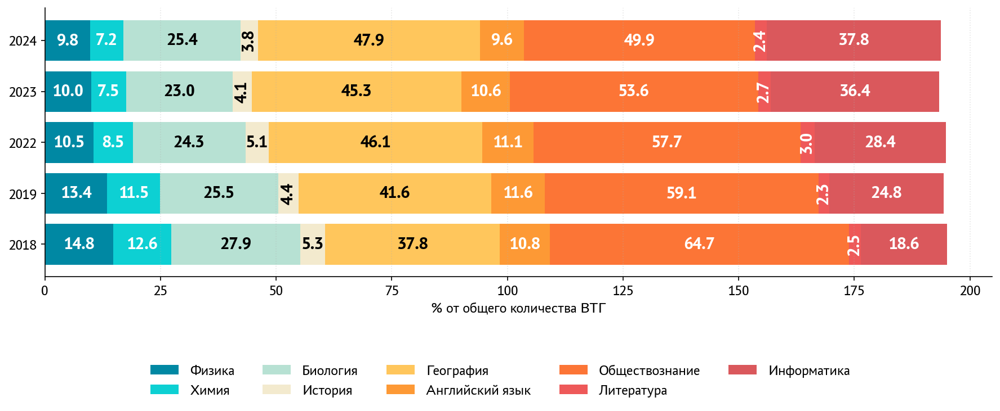 2024 9.8 7.2 25.4 3.8 47.9 9.6 49.9 2.4 37.8
2023 10.0 7.5 23.0 4.1 45.3 10.6 53.6 2.7 36.4
2022 10.5 8.5 24.3 5.1 46.1 11.1 57.7 3.0 28.4
2019 13.4 11.5 25.5 4.4 41.6 11.6 59.1 2.3 24.8
2018 14.8 12.6 27.9 5.3 37.8 10.8 64.7 2.5 18.6
0 25 50 75 100 125 150 175 200
% от общего количества ВТГ
Физика Биология География Обществознание Информатика
Химия История Английский язык Литература